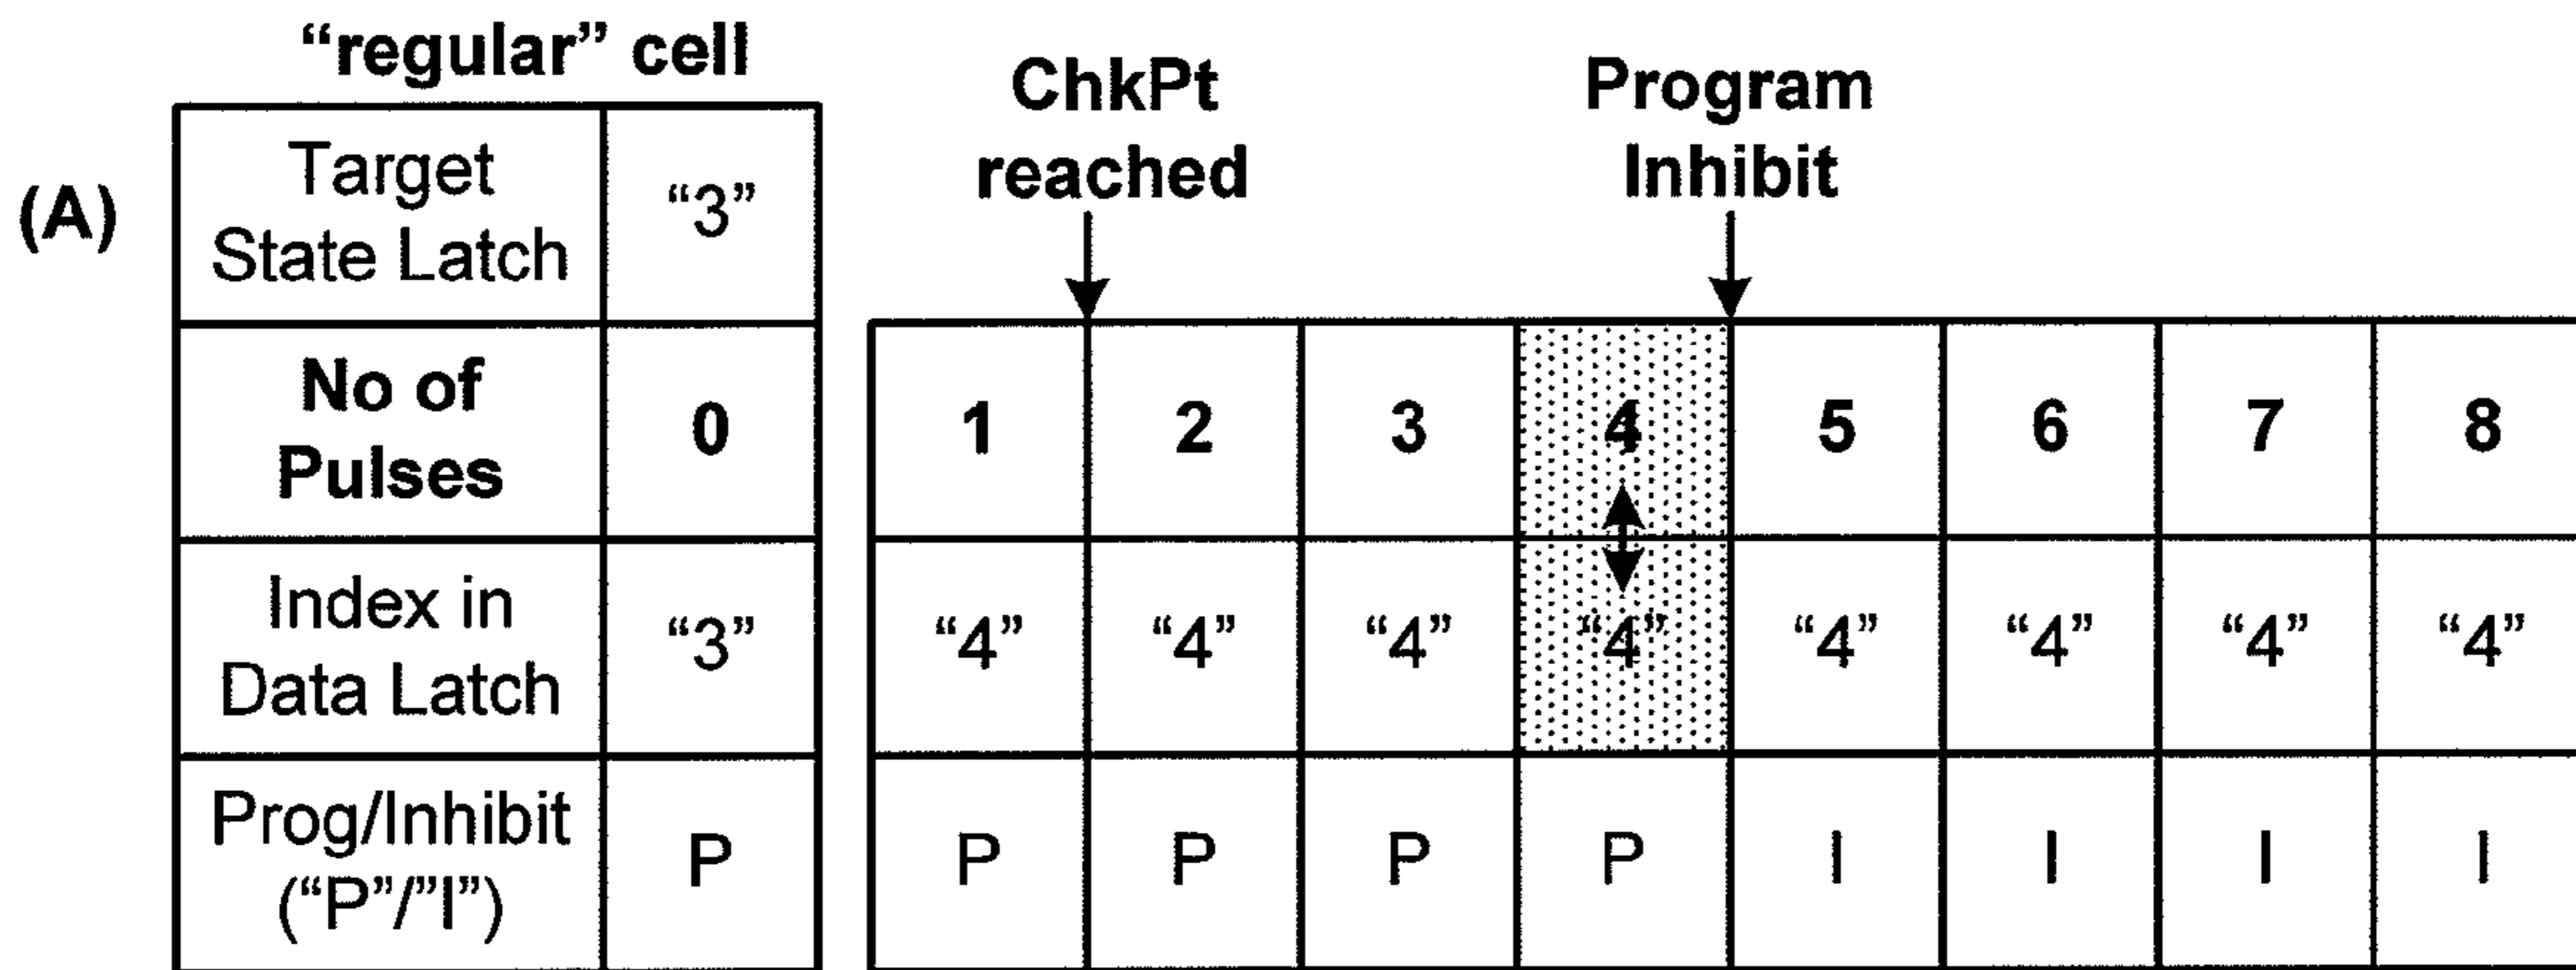 “regular” cell
ChkPt
reached
Program
Inhibit
(A)
Target
State Latch
“3”
No of
Pulses
0
1 2 3 4 5 6 7 8
Index in
Data Latch
“3”
“4” “4” “4” “4” “4” “4” “4” “4”
Prog/Inhibit
(“P”/”I”)
P
P P P P I I I I